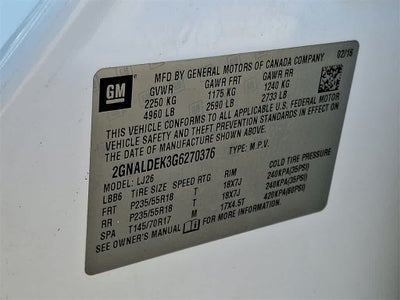 GM
MFD BY GENERAL MOTORS OF CANADA COMPANY 02/16
GVWR GAWR FRT GAWR RR
2250 KG 1175 KG 1240 KG
4960 LB 2590 LB 2733 LB
THIS VEHICLE CONFORMS TO ALL APPLICABLE U.S. FEDERAL MOTOR
VEHICLE SAFETY AND THEFT PREVENTION STANDARDS IN EFFECT
ON THE DATE OF MANUFACTURE SHOWN ABOVE.
2GNALDEK3G6270376 TYPE: M.P.V.
MODEL: LJ26
LBB6 TIRE SIZE SPEED RTG RIM COLD TIRE PRESSURE
FRT P235/55R18 T 18X7J 240KPA(35PSI)
RR P235/55R18 T 18X7J 240KPA(35PSI)
SPA T145/70R17 M 17X4.5T 420KPA(60PSI)
SEE OWNER'S MANUAL FOR MORE INFORMATION.